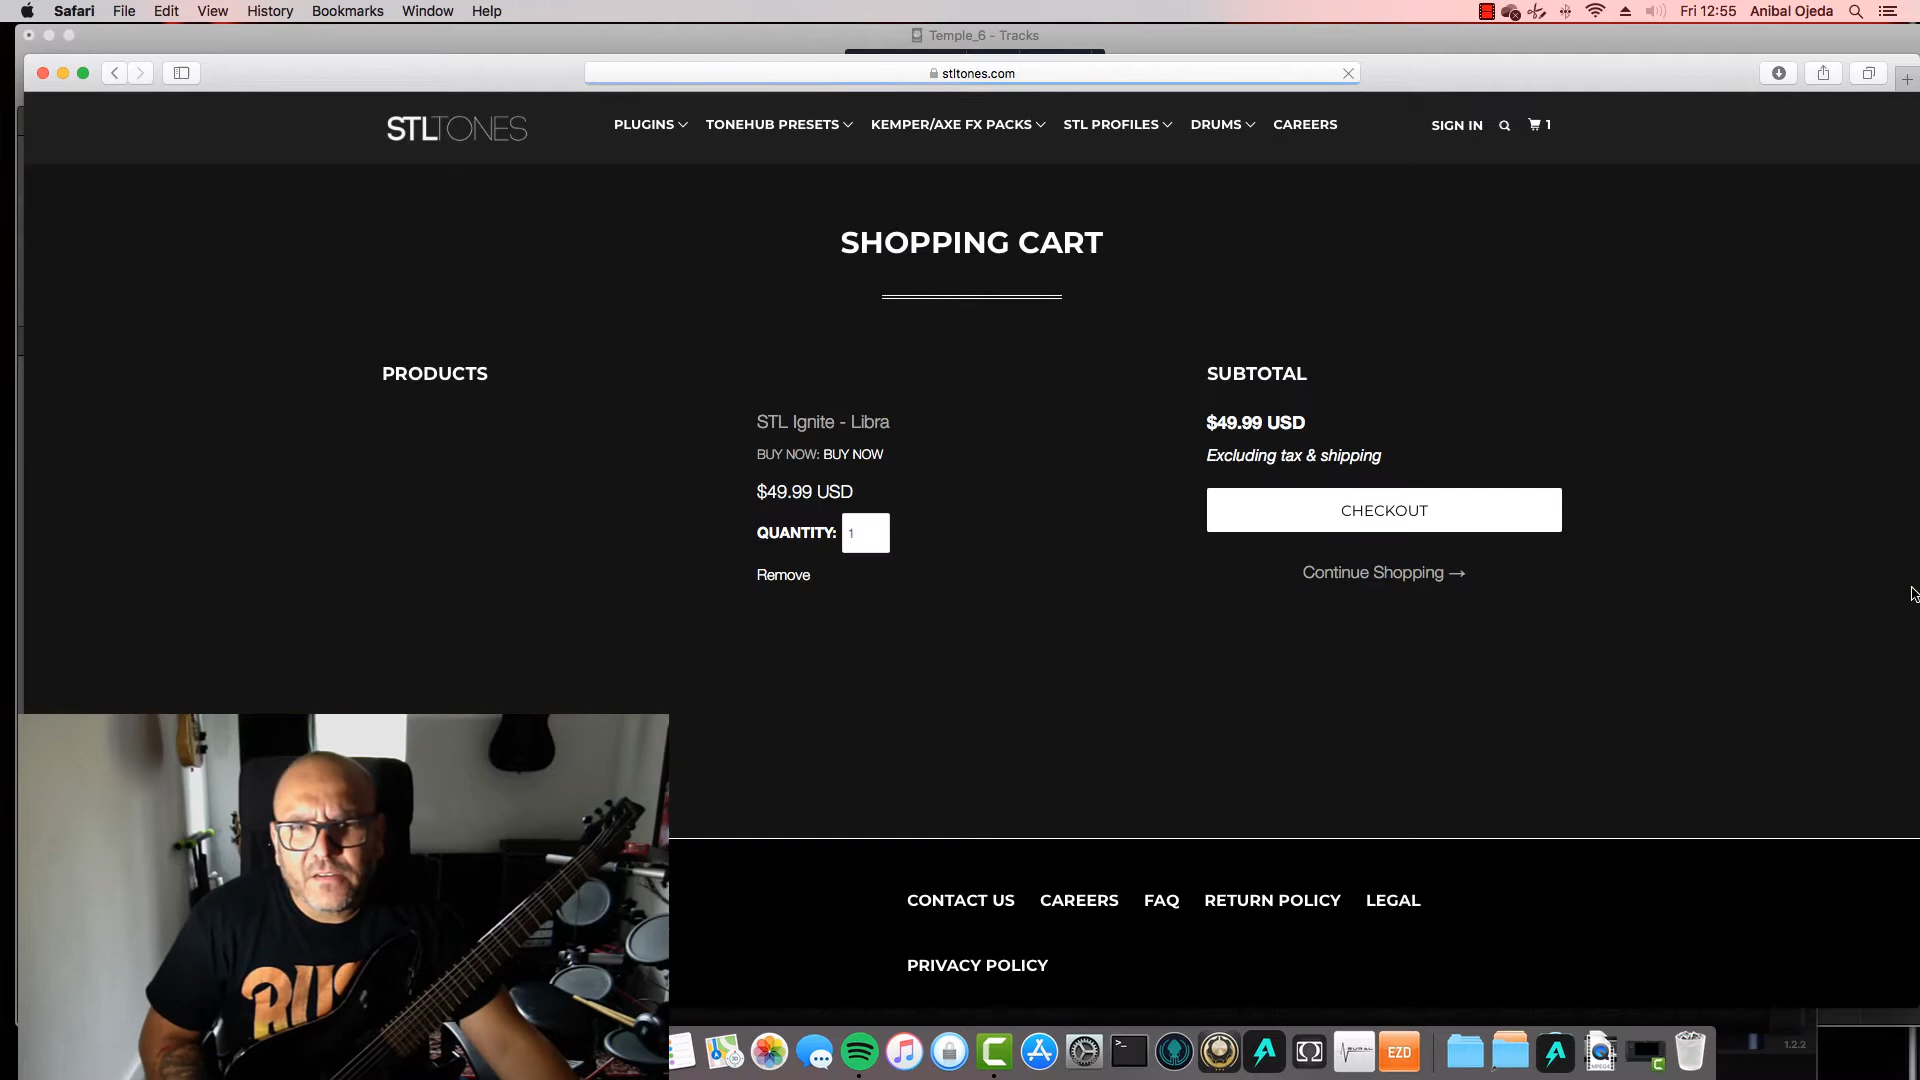 Safari File Edit View History Bookmarks Window Help Fri 12:55 Anibal Ojeda
Temple_6 - Tracks
stltones.com
STLTONES PLUGINS TONEHUB PRESETS KEMPER/AXE FX PACKS STL PROFILES DRUMS CAREERS SIGN IN 1
SHOPPING CART
PRODUCTS SUBTOTAL
STL Ignite - Libra $49.99 USD
BUY NOW: BUY NOW Excluding tax & shipping
$49.99 USD CHECKOUT
QUANTITY: 1
Remove Continue Shopping →
CONTACT US CAREERS FAQ RETURN POLICY LEGAL
PRIVACY POLICY
EZD
1.2.2